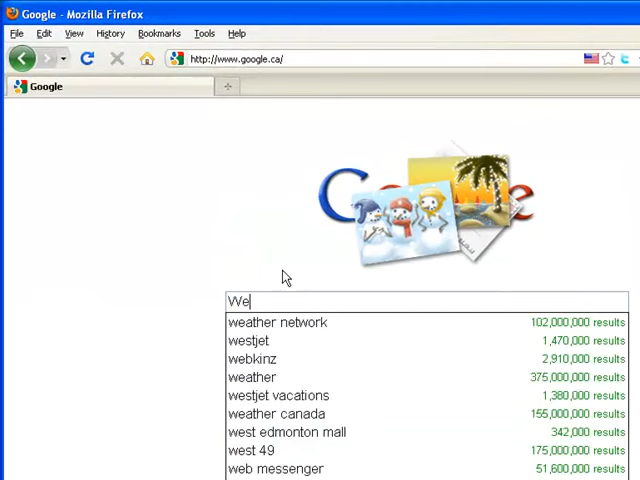 Google - Mozilla Firefox
File Edit View History Bookmarks Tools Help
http://www.google.ca/
Google
G e
We
weather network 102,000,000 results
westjet 1,470,000 results
webkinz 2,910,000 results
weather 375,000,000 results
westjet vacations 1,380,000 results
weather canada 155,000,000 results
west edmonton mall 342,000 results
west 49 175,000,000 results
web messenger 51,600,000 results